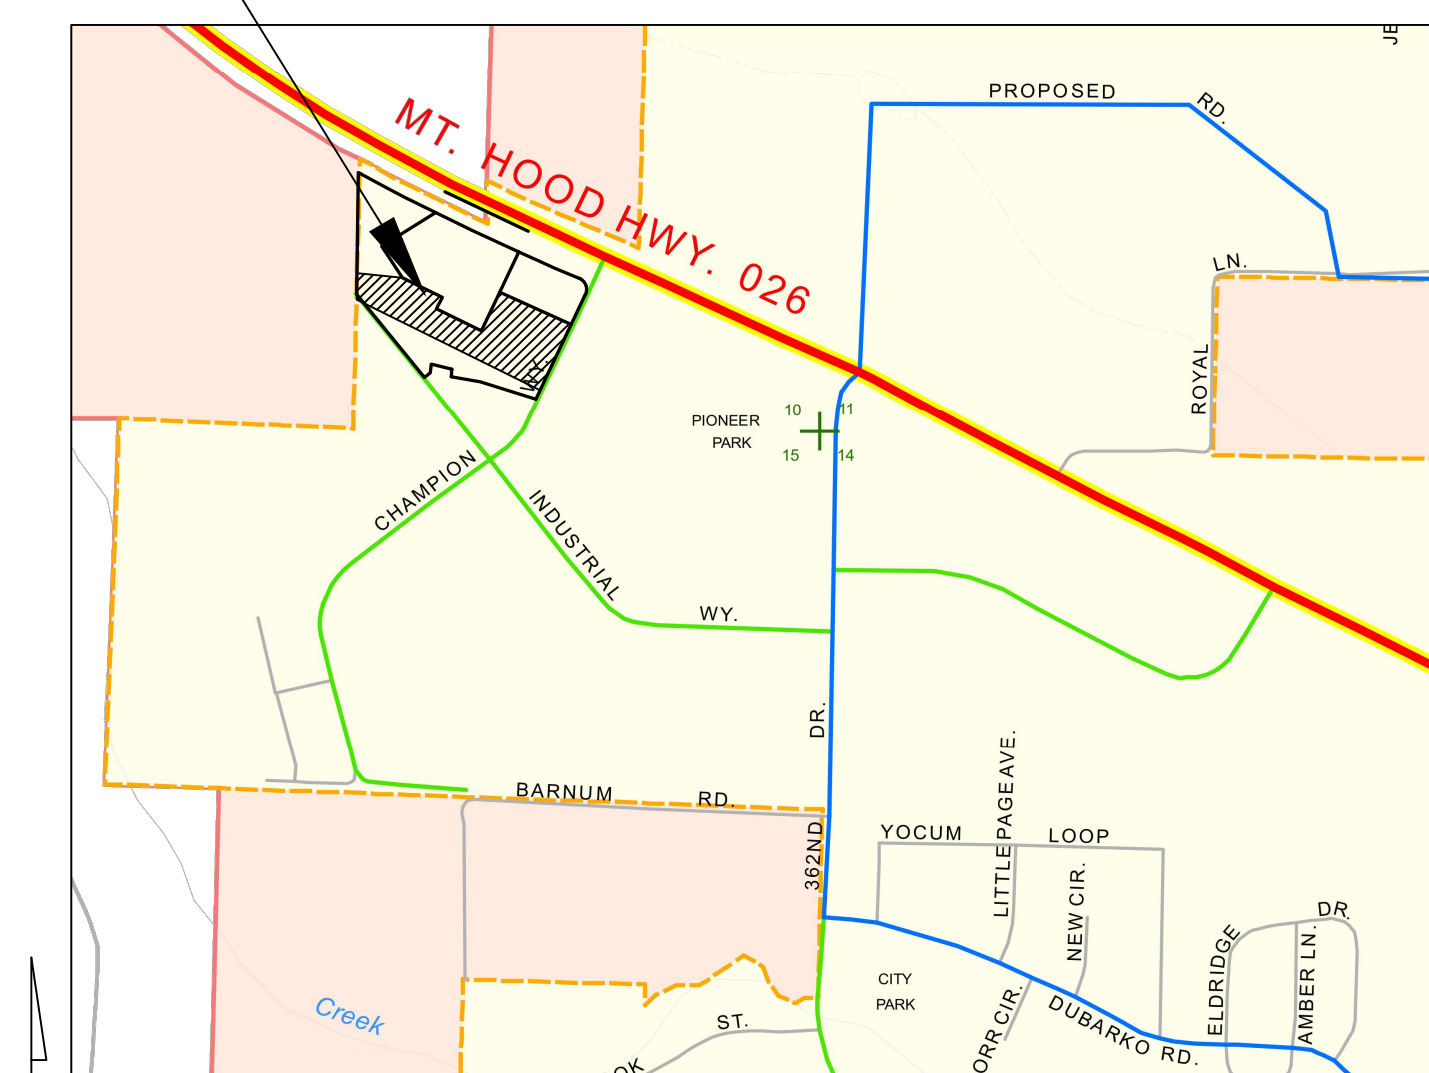 JE
PROPOSED
RD.
MT. HOOD HWY. 026
LN.
ROYAL
WY.
10 11
15 14
PIONEER
PARK
CHAMPION
INDUSTRIAL
WY.
DR.
362ND
BARNUM RD.
LITTLE PAGE AVE.
YOCUM LOOP
NEW CIR.
DR.
ELDRIDGE
AMBER LN.
CITY
PARK
Creek
ST.
OK
ORR CIR.
DUBARKO RD.